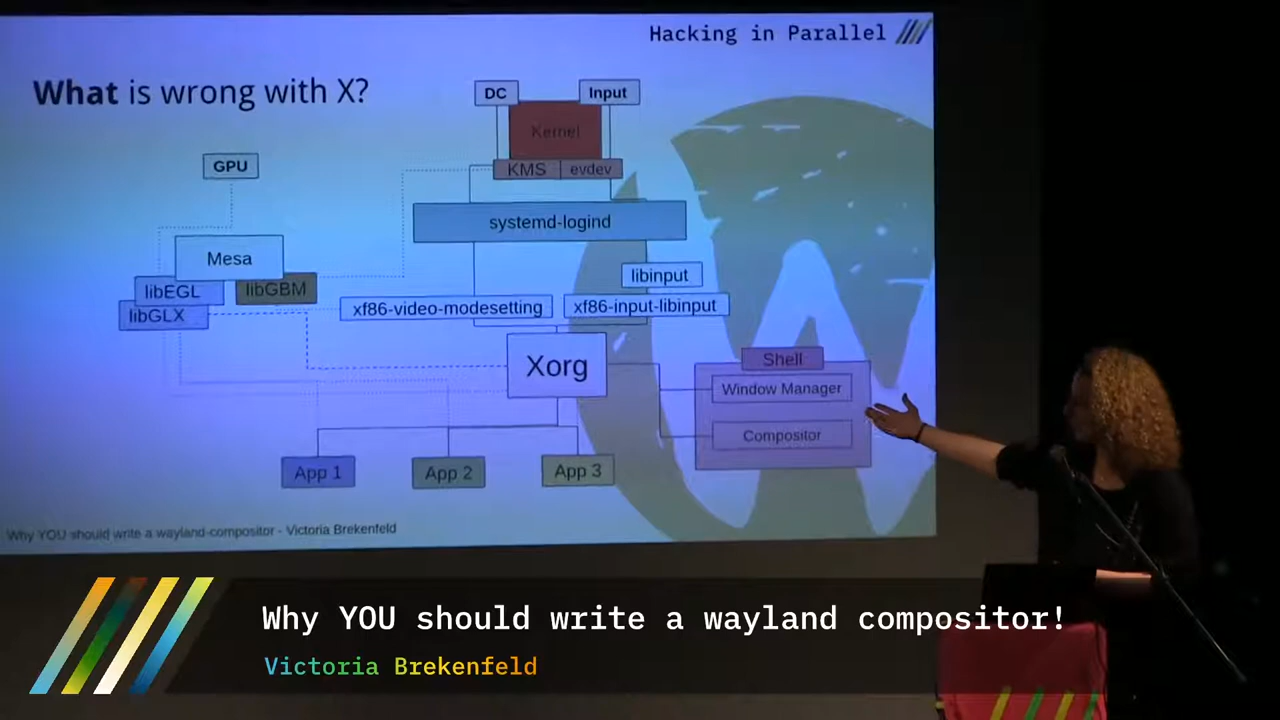 Hacking in Parallel
What is wrong with X?
DC
Input
Kernel
KMS
evdev
GPU
systemd-logind
Mesa
libEGL
libGBM
libGLX
libinput
xf86-video-modesetting
xf86-input-libinput
Xorg
Shell
Window Manager
Compositor
App 1
App 2
App 3
Why YOU should write a wayland-compositor - Victoria Brekenfeld
Why YOU should write a wayland compositor!
Victoria Brekenfeld